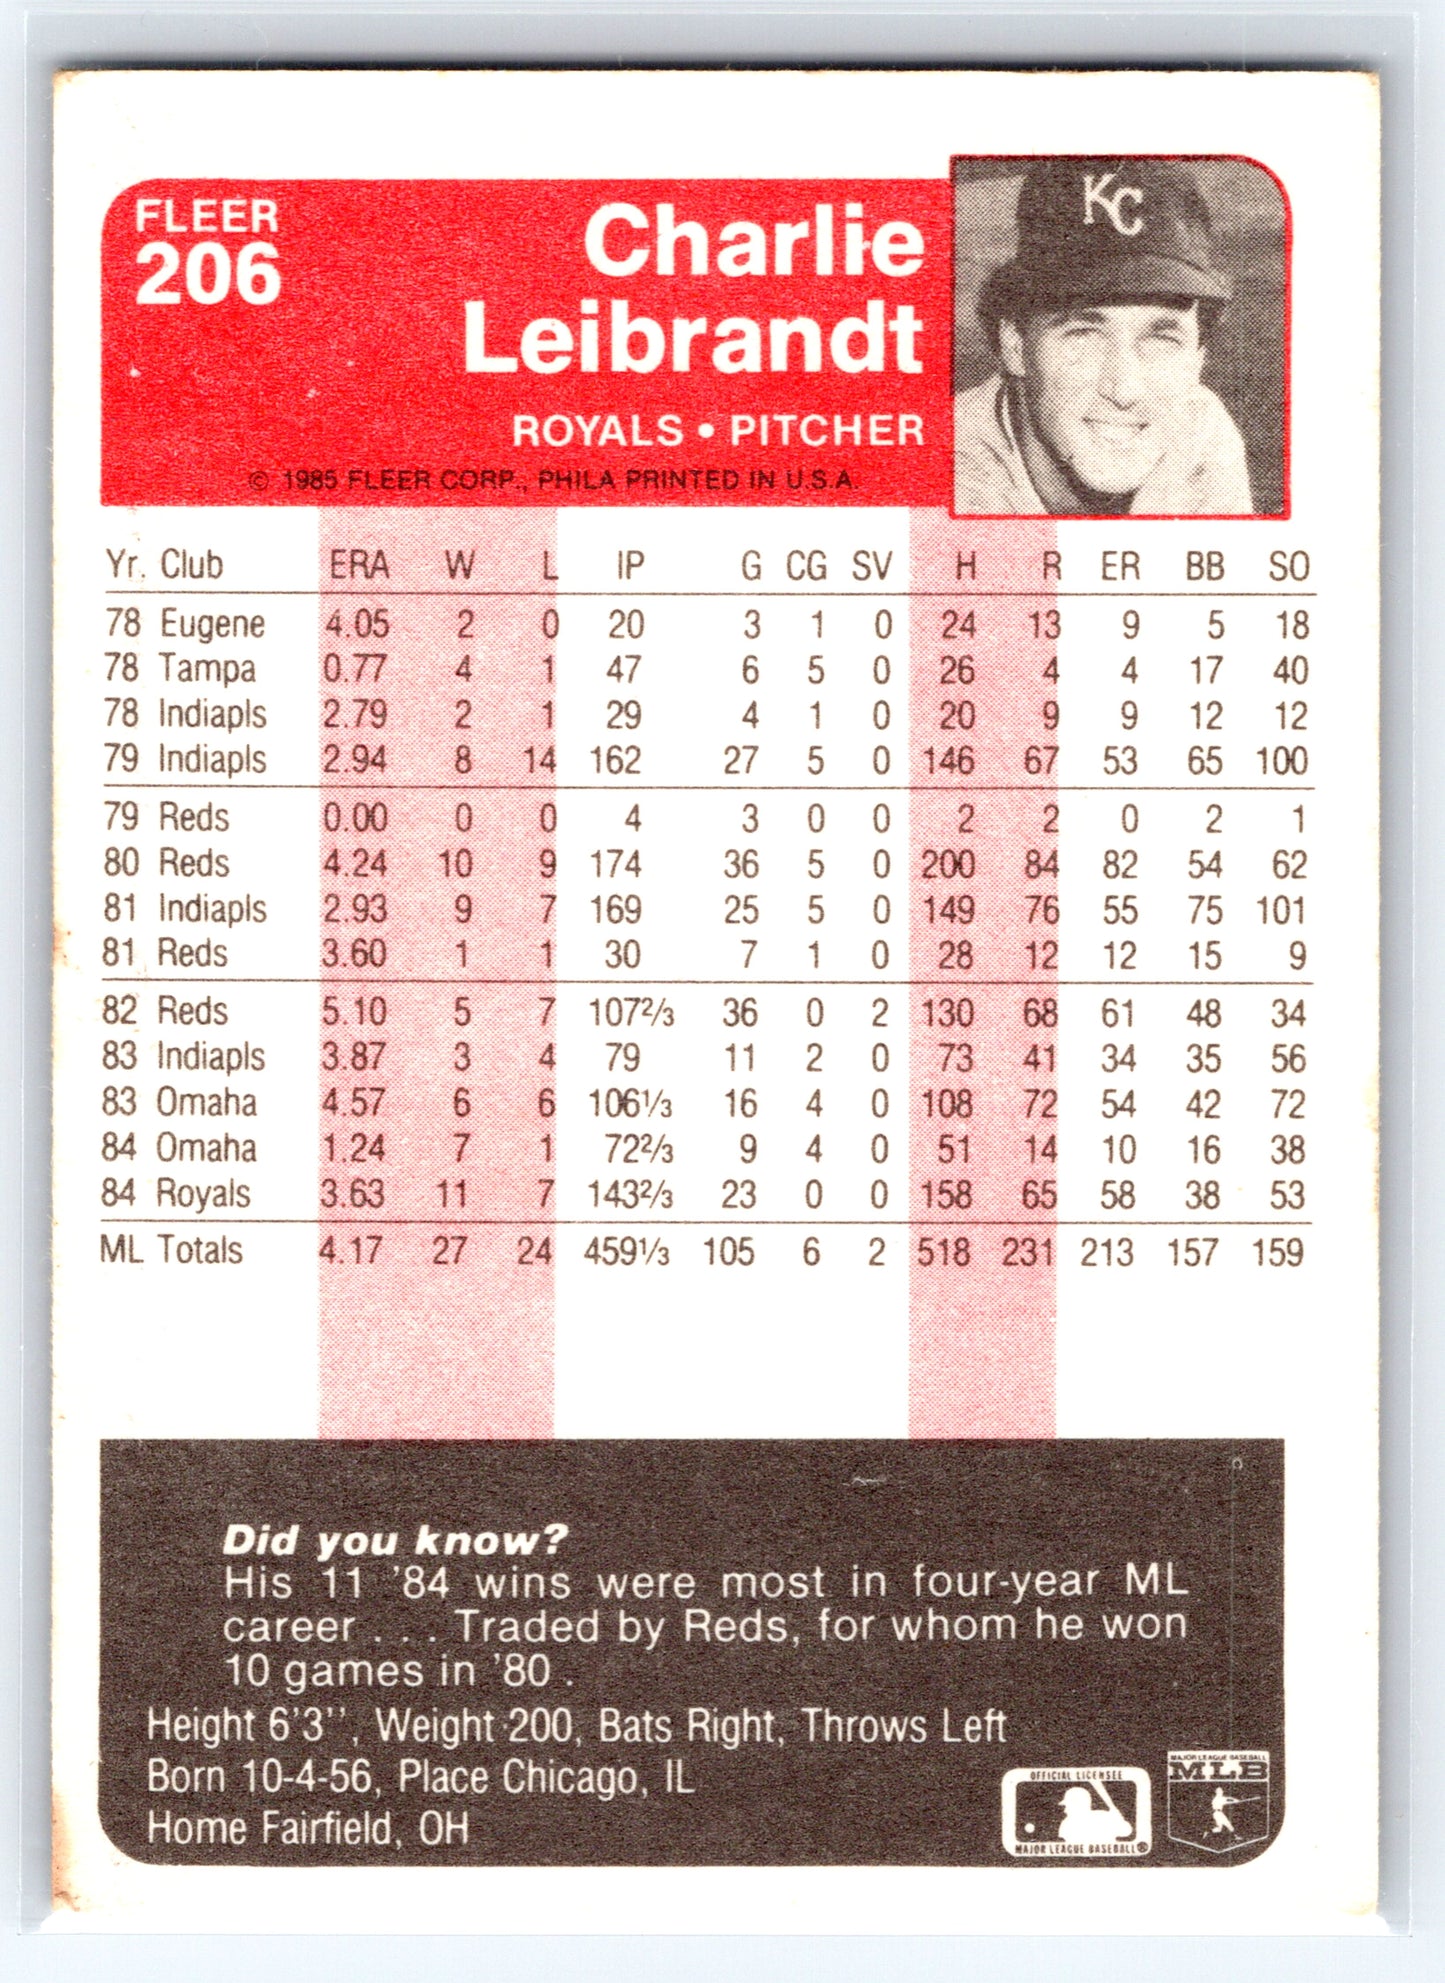 FLEER
206
Charlie
Leibrandt
ROYALS • PITCHER
© 1985 FLEER CORP., PHILA PRINTED IN U.S.A.
KC
Yr. Club ERA W L IP G CG SV H R ER BB SO
78 Eugene 4.05 2 0 20 3 1 0 24 13 9 5 18
78 Tampa 0.77 4 1 47 6 5 0 26 4 4 17 40
78 Indiapls 2.79 2 1 29 4 1 0 20 9 9 12 12
79 Indiapls 2.94 8 14 162 27 5 0 146 67 53 65 100
79 Reds 0.00 0 0 4 3 0 0 2 2 0 2 1
80 Reds 4.24 10 9 174 36 5 0 200 84 82 54 62
81 Indiapls 2.93 9 7 169 25 5 0 149 76 55 75 101
81 Reds 3.60 1 1 30 7 1 0 28 12 12 15 9
82 Reds 5.10 5 7 107⅔ 36 0 2 130 68 61 48 34
83 Indiapls 3.87 3 4 79 11 2 0 73 41 34 35 56
83 Omaha 4.57 6 6 106⅓ 16 4 0 108 72 54 42 72
84 Omaha 1.24 7 1 72⅔ 9 4 0 51 14 10 16 38
84 Royals 3.63 11 7 143⅔ 23 0 0 158 65 58 38 53
ML Totals 4.17 27 24 459⅓ 105 6 2 518 231 213 157 159
Did you know?
His 11 '84 wins were most in four-year ML
career . . . Traded by Reds, for whom he won
10 games in '80 .
Height 6'3'', Weight 200, Bats Right, Throws Left
Born 10-4-56, Place Chicago, IL
Home Fairfield, OH
OFFICIAL LICENSEE
MAJOR LEAGUE BASEBALL®
MAJOR LEAGUE BASEBALL
MLB